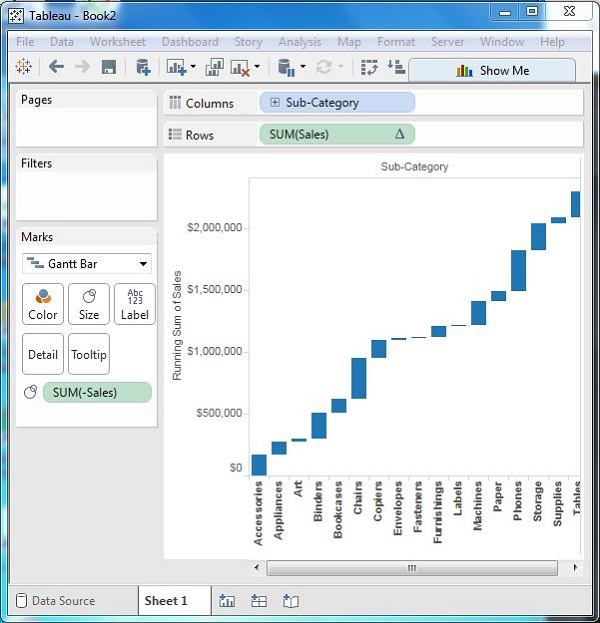 Tableau - Book2
File Data Worksheet Dashboard Story Analysis Map Format Server Window Help
Show Me
Pages
Columns
Sub-Category
Rows
SUM(Sales) Δ
Filters
Marks
Gantt Bar
Color
Size
Abc
123
Label
Detail
Tooltip
SUM(-Sales)
Sub-Category
Running Sum of Sales
$2,000,000
$1,500,000
$1,000,000
$500,000
$0
Accessories
Appliances
Art
Binders
Bookcases
Chairs
Copiers
Envelopes
Fasteners
Furnishings
Labels
Machines
Paper
Phones
Storage
Supplies
Tables
Data Source
Sheet 1